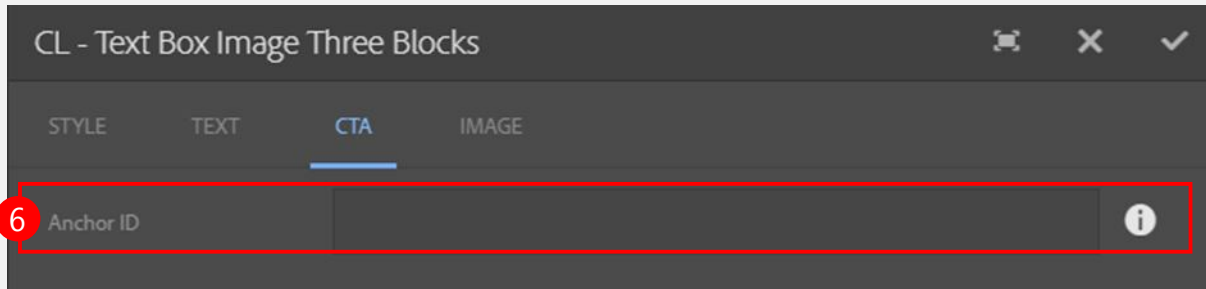 CL - Text Box Image Three Blocks
STYLE TEXT CTA IMAGE
6 Anchor ID